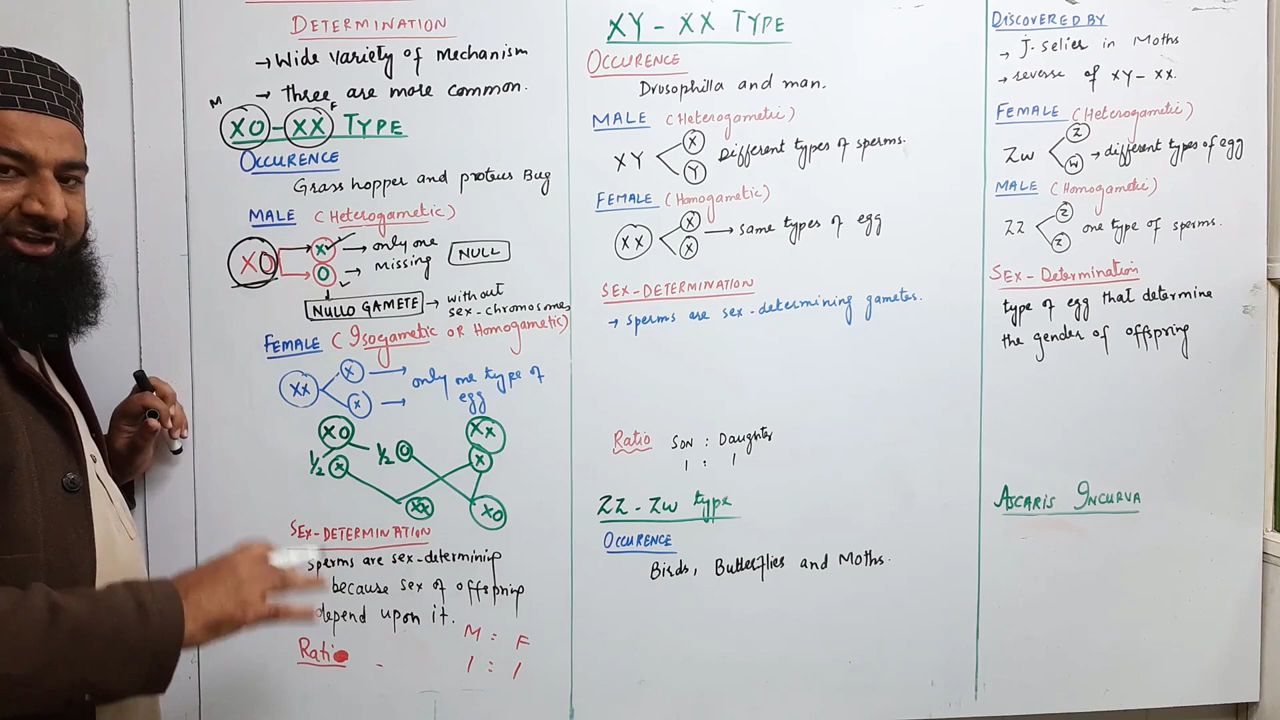 DETERMINATION
→ Wide variety of mechanism
→ three are more common.
M F
XO - XX TYPE
OCCURENCE
Grass hopper and proteus Bug
MALE (Heterogametic)
XO X → only one
O → missing
NULL
NULLO GAMETE → without
sex-chromosomes
FEMALE (Isogametic OR Homogametic)
XX X → only one type of
X → egg
XO XX
1/2 X 1/2 O X
XX XO
SEX-DETERMINATION
sperms are sex-determining
because sex of offspring
depend upon it.
M : F
Ratio - 1 : 1
XY - XX TYPE
OCCURENCE
Drusophilla and man.
MALE (Heterogametic)
XY X Different types of sperms.
Y
FEMALE (Homogametic)
XX X → same types of egg
X
SEX-DETERMINATION
→ sperms are sex-determining gametes.
Ratio SON : Daughter
1 : 1
ZZ - ZW type
OCCURENCE
Birds, Butterflies and Moths.
DISCOVERED BY
→ J. selier in Moths
→ reverse of XY - XX.
FEMALE (Heterogametic)
ZW Z
W → different types of egg
MALE (Homogametic)
ZZ Z one type of sperms.
Z
SEX-Determination
type of egg that determine
the gender of offspring
ASCARIS INCURVA